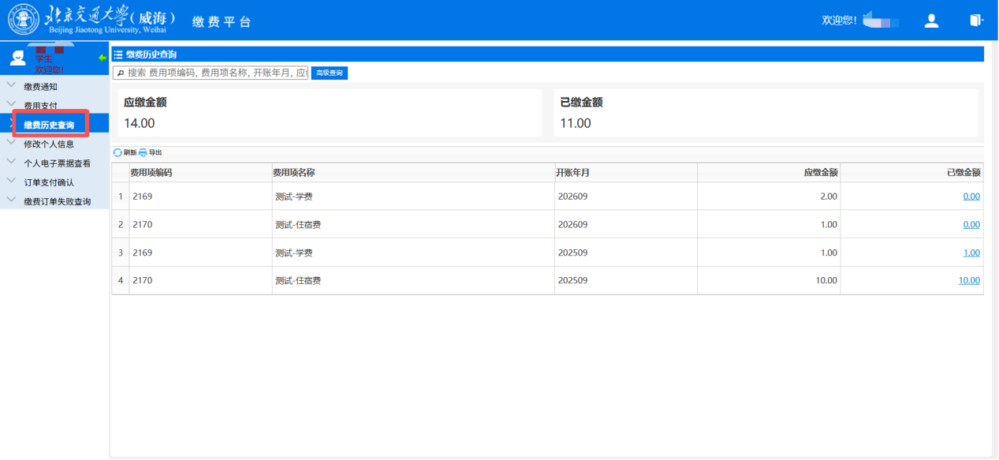 北京交通大学(威海) 缴费平台
Beijing Jiaotong University, Weihai
欢迎您!
学生
欢迎您!
缴费通知
费用支付
缴费历史查询
修改个人信息
个人电子票据查看
订单支付确认
缴费订单失败查询
缴费历史查询
搜索 费用项编码, 费用项名称, 开账年月, 应 高级查询
应缴金额 已缴金额
14.00 11.00
刷新 导出
费用项编码 费用项名称 开账年月 应缴金额 已缴金额
1 2169 测试-学费 202609 2.00 0.00
2 2170 测试-住宿费 202609 1.00 0.00
3 2169 测试-学费 202509 1.00 1.00
4 2170 测试-住宿费 202509 10.00 10.00